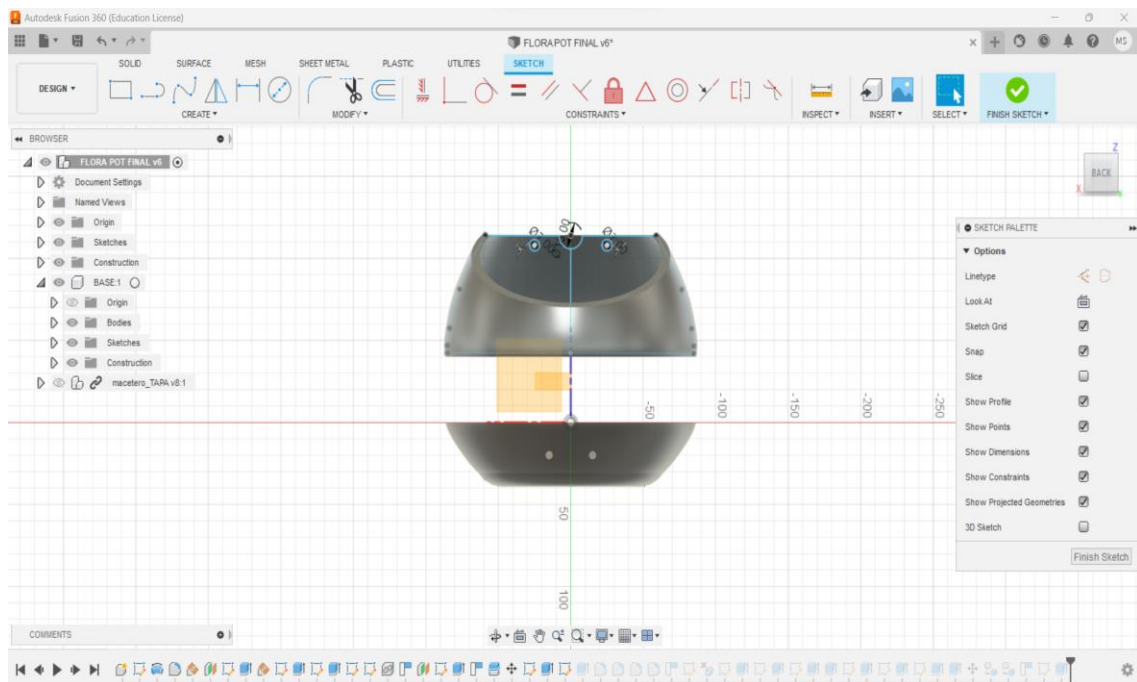 Autodesk Fusion 360 (Education License)
FLORA POT FINAL v6*
MS
SOLID SURFACE MESH SHEET METAL PLASTIC UTILITIES SKETCH
DESIGN
CREATE MODIFY CONSTRAINTS INSPECT INSERT SELECT FINISH SKETCH
BROWSER
FLORA POT FINAL v6
Document Settings
Named Views
Origin
Sketches
Construction
BASE:1
Origin
Bodies
Sketches
Construction
macetero_TAPA v8:1
Z
BACK
X
SKETCH PALETTE
Options
Linetype
Look At
Sketch Grid
Snap
Slice
Show Profile
Show Points
Show Dimensions
Show Constraints
Show Projected Geometries
3D Sketch
Finish Sketch
-50
-100
-150
-200
-250
50
100
COMMENTS